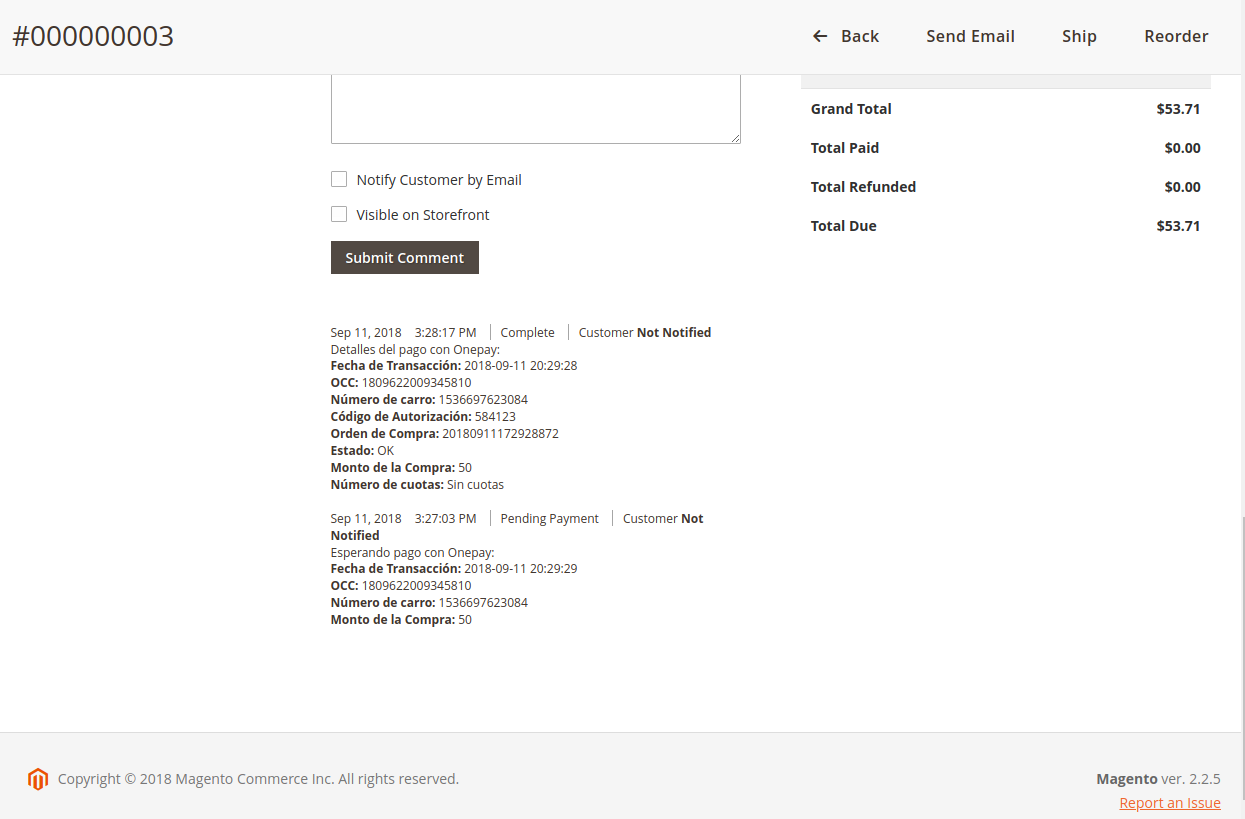 #000000003
Back Send Email Ship Reorder
Notify Customer by Email
Visible on Storefront
Submit Comment
Grand Total $53.71
Total Paid $0.00
Total Refunded $0.00
Total Due $53.71
Sep 11, 2018 3:28:17 PM Complete Customer Not Notified
Detalles del pago con Onepay:
Fecha de Transacción: 2018-09-11 20:29:28
OCC: 1809622009345810
Número de carro: 1536697623084
Código de Autorización: 584123
Orden de Compra: 20180911172928872
Estado: OK
Monto de la Compra: 50
Número de cuotas: Sin cuotas
Sep 11, 2018 3:27:03 PM Pending Payment Customer Not
Notified
Esperando pago con Onepay:
Fecha de Transacción: 2018-09-11 20:29:29
OCC: 1809622009345810
Número de carro: 1536697623084
Monto de la Compra: 50
Copyright © 2018 Magento Commerce Inc. All rights reserved.
Magento ver. 2.2.5
Report an Issue